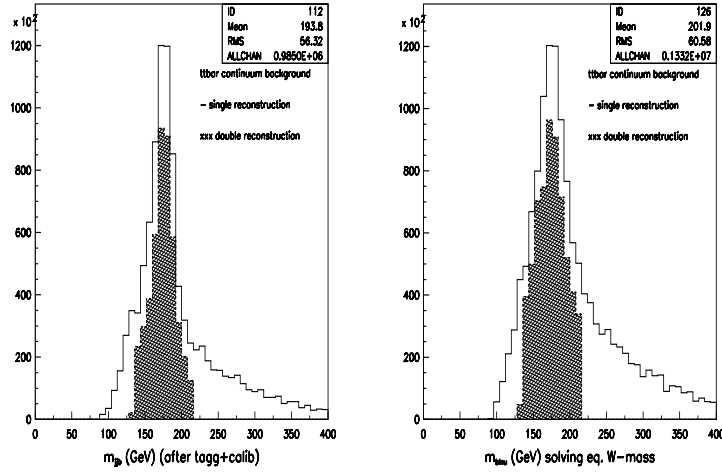 x 10^2
ID 112
Mean 193.8
RMS 56.32
ALLCHAN 0.9850E+06
ttbar continuum background
– single reconstruction
xxx double reconstruction
1200
1000
800
600
400
200
0
0 50 100 150 200 250 300 350 400
(GeV) (after tagg+calib)
x 10^2
ID 126
Mean 201.9
RMS 60.58
ALLCHAN 0.1332E+07
ttbar continuum background
– single reconstruction
xxx double reconstruction
1200
1000
800
600
400
200
0
0 50 100 150 200 250 300 350 400
(GeV) solving eq. W-mass